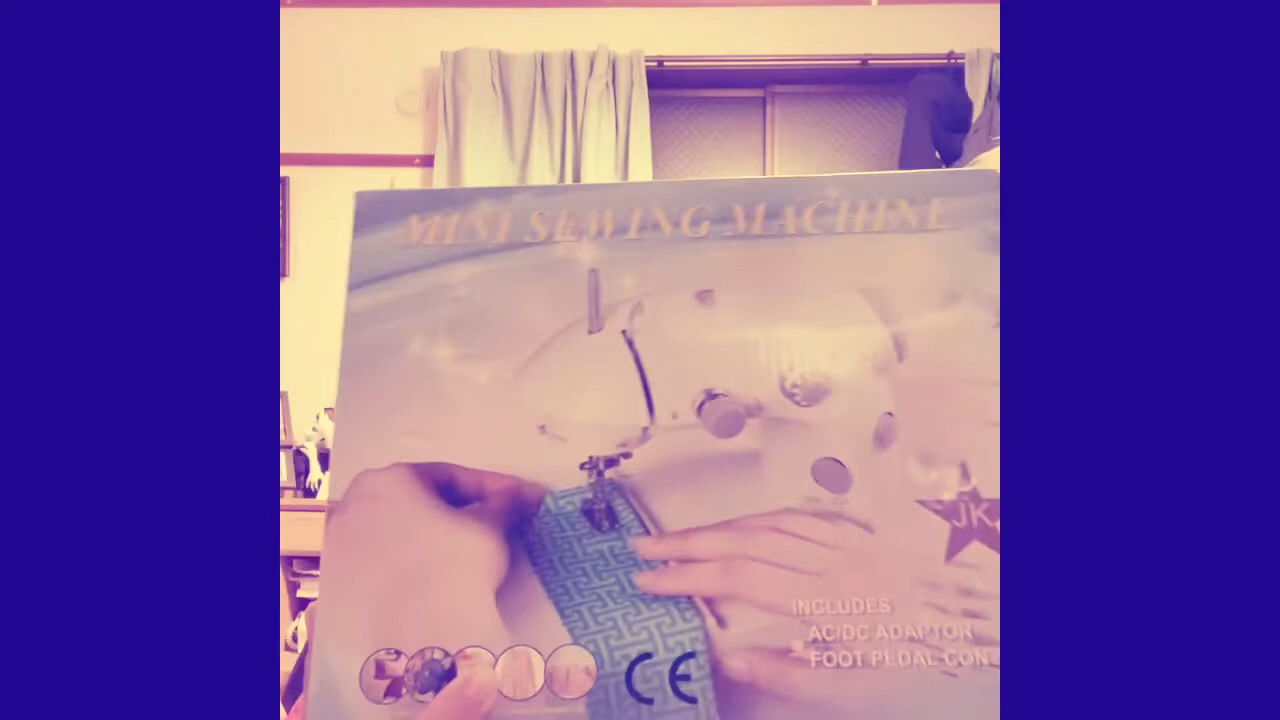 MINI SEWING MACHINE
JK
INCLUDES
AC/DC ADAPTOR
FOOT PEDAL CON
CE